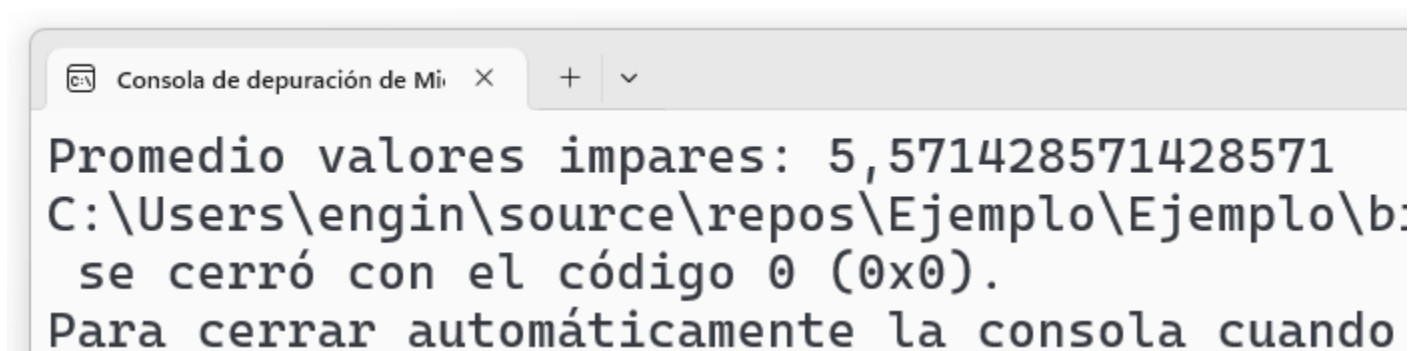 Consola de depuración de Mi
Promedio valores impares: 5,571428571428571
C:\Users\engin\source\repos\Ejemplo\Ejemplo\b
 se cerró con el código 0 (0x0).
Para cerrar automáticamente la consola cuando